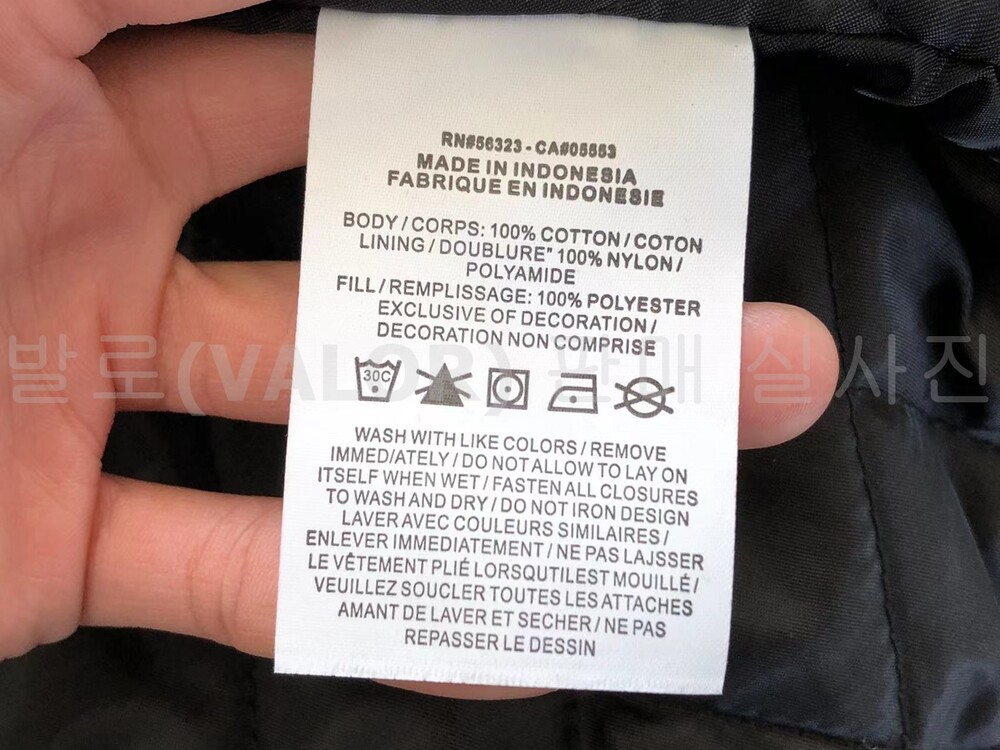 RN#56323 - CA#05553
MADE IN INDONESIA
FABRIQUE EN INDONESIE
BODY / CORPS: 100% COTTON / COTON
LINING / DOUBLURE" 100% NYLON /
POLYAMIDE
FILL / REMPLISSAGE: 100% POLYESTER
EXCLUSIVE OF DECORATION /
DECORATION NON COMPRISE
발로(VALOR) 판매 실사진
30C
WASH WITH LIKE COLORS / REMOVE
IMMED/ATELY / DO NOT ALLOW TO LAY ON
ITSELF WHEN WET / FASTEN ALL CLOSURES
TO WASH AND DRY / DO NOT IRON DESIGN
LAVER AVEC COULEURS SIMILAIRES /
ENLEVER IMMEDIATEMENT / NE PAS LAJSSER
LE VÊTEMENT PLIÉ LORSQUTILEST MOUILLÉ /
VEUILLEZ SOUCLER TOUTES LES ATTACHES
AMANT DE LAVER ET SECHER / NE PAS
REPASSER LE DESSIN